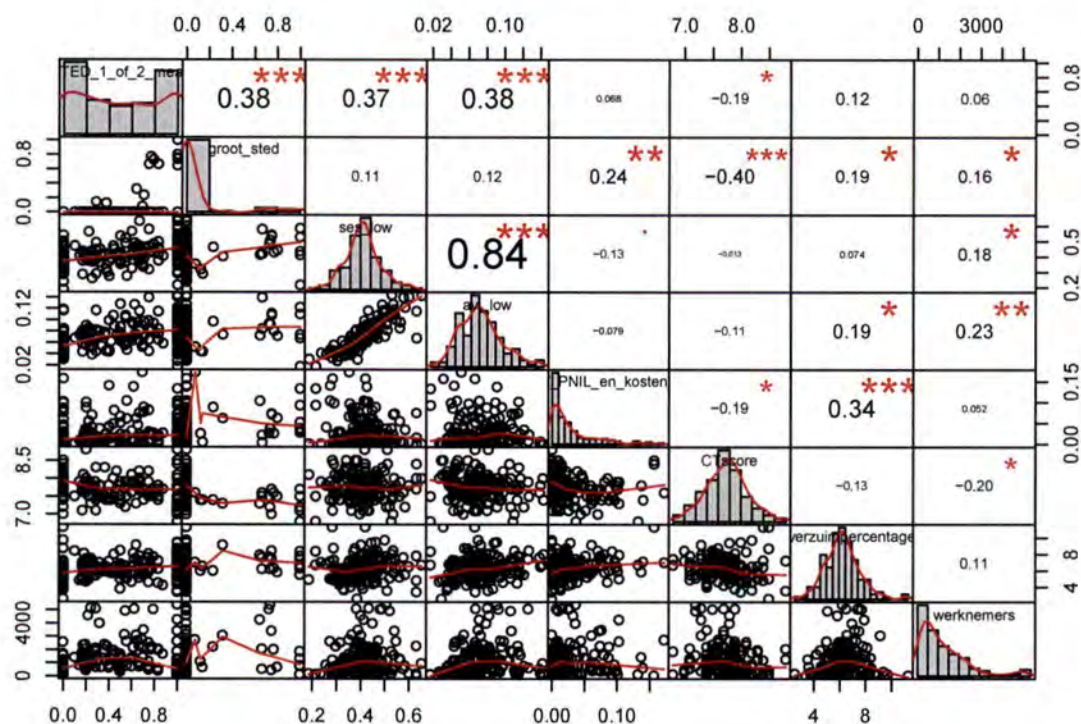 0.0 0.4 0.8 0.02 0.10 7.0 8.0 0 3000
0.38 *** 0.37 *** 0.38 *** 0.068 −0.19 * 0.12 0.06 0.0 0.4 0.8
0.0 0.4 0.8 groot_sted 0.11 0.12 0.24 ** −0.40 *** 0.19 * 0.16 *
0.84 *** −0.13 . −0.013 0.074 0.18 * 0.2 0.5
0.02 0.12 −0.079 −0.11 0.19 * 0.23 **
PNIL_en_kosten −0.19 * 0.34 *** 0.052 0.00 0.15
7.0 8.5 −0.13 −0.20 *
verzuimpercentage 0.11 4 8
0 4000 werknemers
0.0 0.4 0.8 0.2 0.4 0.6 0.00 0.10 4 8